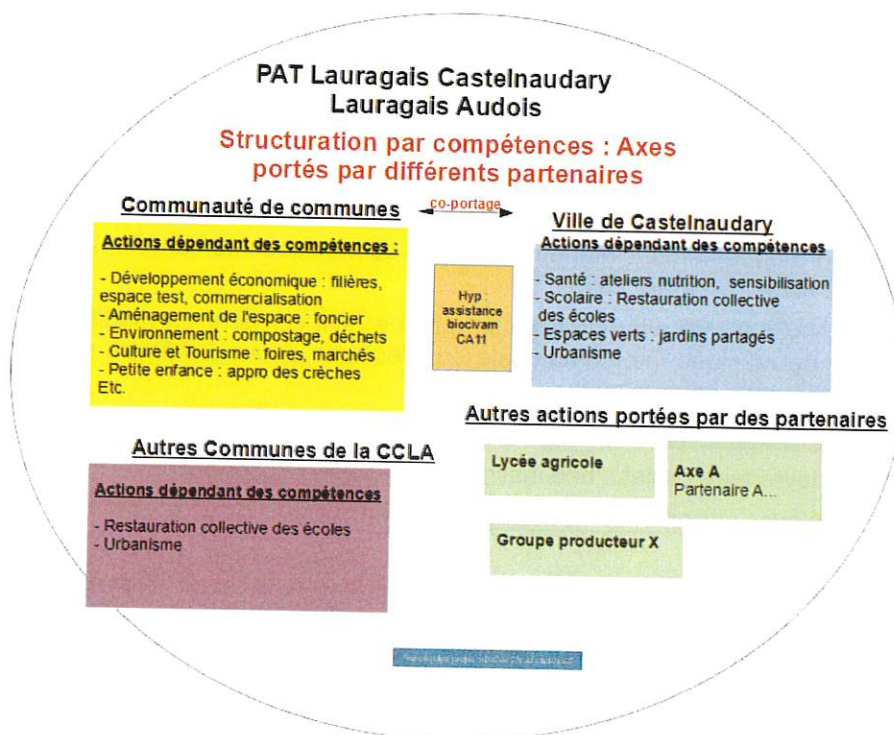 PAT Lauragais Castelnaudary
Lauragais Audois
Structuration par compétences : Axes
portés par différents partenaires
Communauté de communes
co-portage
Ville de Castelnaudary
Actions dépendant des compétences :
- Développement économique : filières,
espace test, commercialisation
- Aménagement de l'espace : foncier
- Environnement : compostage, déchets
- Culture et Tourisme : foires, marchés
- Petite enfance : appro des crèches
Etc.
Hyp :
assistance
biocivam
CA11
Actions dépendant des compétences
- Santé : ateliers nutrition, sensibilisation
- Scolaire : Restauration collective
des écoles
- Espaces verts : jardins partagés
- Urbanisme
Autres Communes de la CCLA
Actions dépendant des compétences
- Restauration collective des écoles
- Urbanisme
Autres actions portées par des partenaires
Lycée agricole
Axe A
Partenaire A...
Groupe producteur X